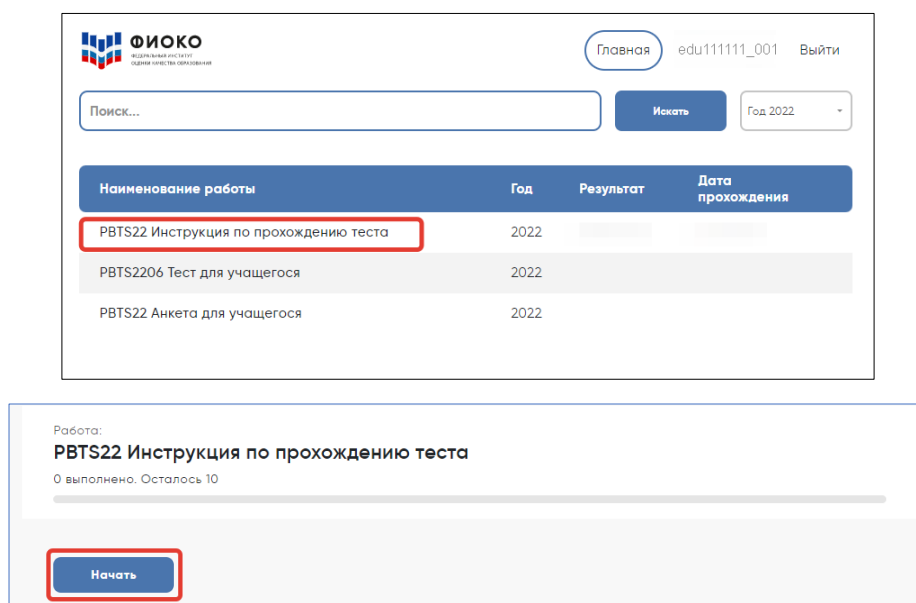 ФИОКО
ФЕДЕРАЛЬНЫЙ ИНСТИТУТ
ОЦЕНКИ КАЧЕСТВА ОБРАЗОВАНИЯ
Главная edu111111_001 Выйти
Поиск... Искать Год 2022
Наименование работы Год Результат Дата прохождения
PBTS22 Инструкция по прохождению теста 2022
PBTS2206 Тест для учащегося 2022
PBTS22 Анкета для учащегося 2022
Работа:
PBTS22 Инструкция по прохождению теста
0 выполнено. Осталось 10
Начать